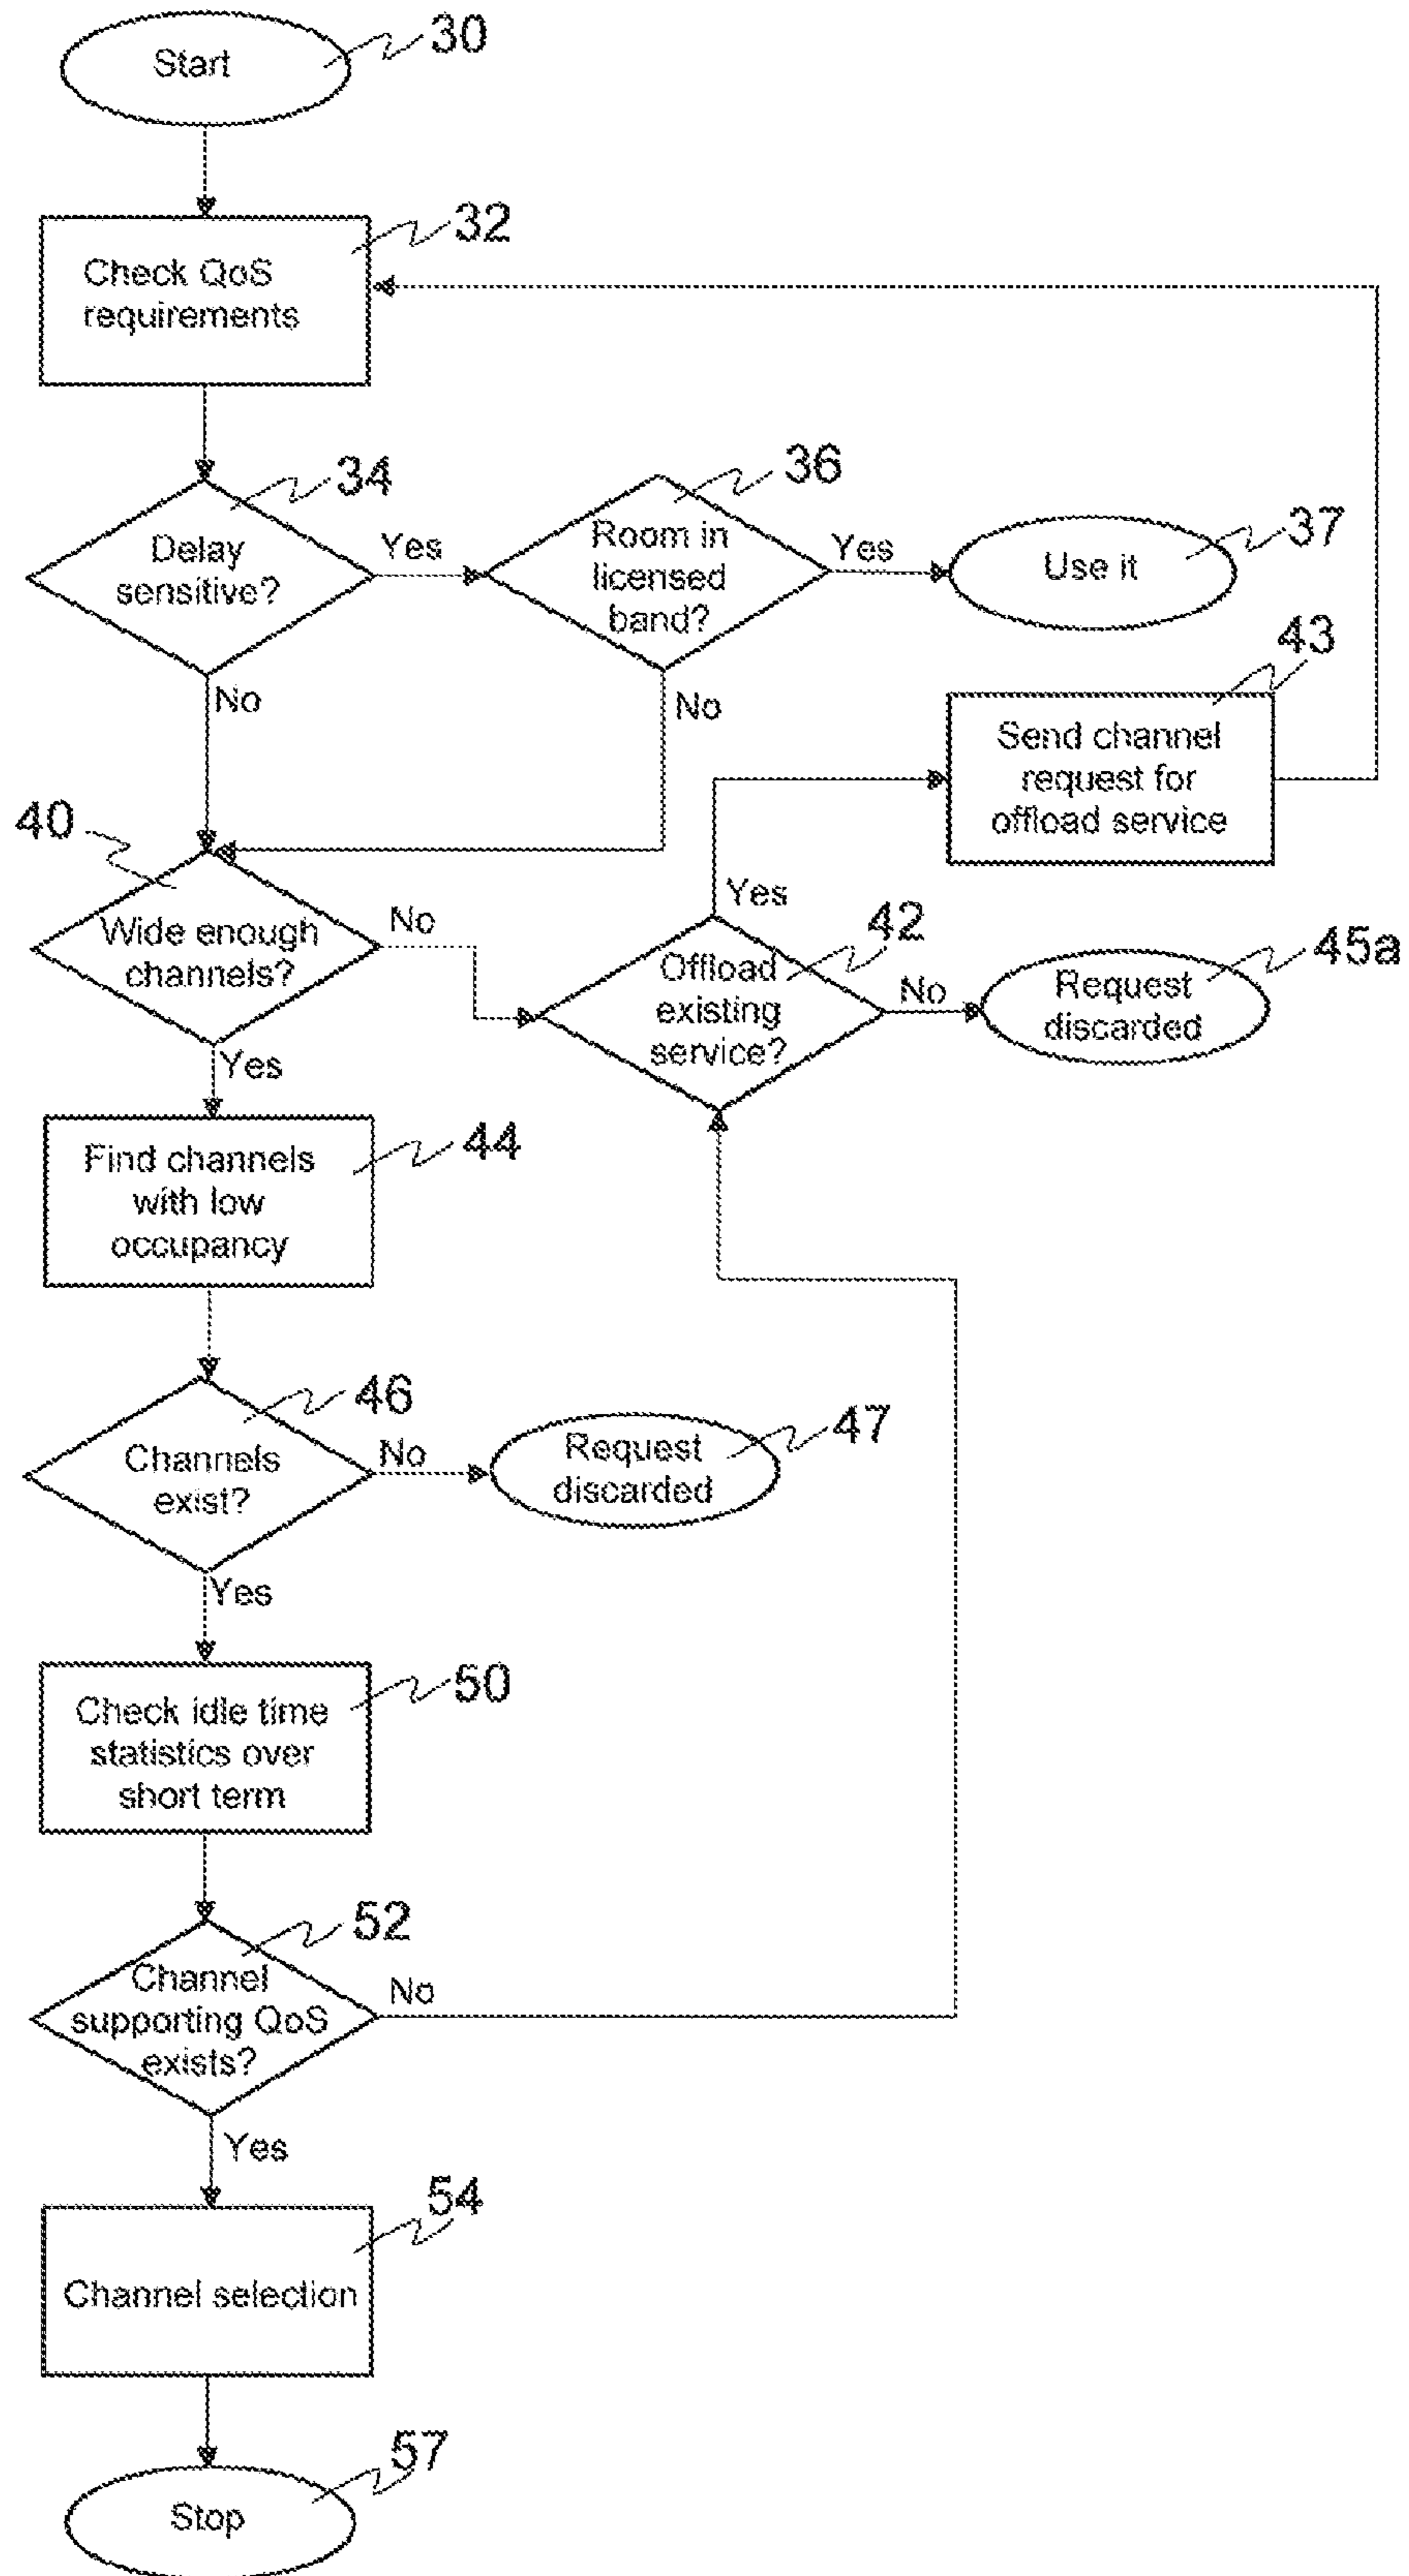 Start
30
Check QoS
requirements
32
Delay
sensitive?
34
Yes
No
Room in
licensed
band?
36
Yes
No
Use it
37
Send channel
request for
offload service
43
Wide enough
channels?
40
No
Yes
Offload
existing
service?
42
Yes
No
Request
discarded
45a
Find channels
with low
occupancy
44
Channels
exist?
46
No
Yes
Request
discarded
47
Check idle time
statistics over
short term
50
Channel
supporting QoS
exists?
52
No
Yes
Channel selection
54
Stop
57